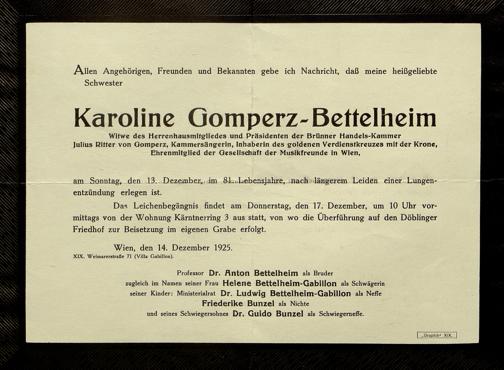 Allen Angehörigen, Freunden und Bekannten gebe ich Nachricht, daß meine heißgeliebte
Schwester
Karoline Gomperz-Bettelheim
Witwe des Herrenhausmitgliedes und Präsidenten der Brünner Handels-Kammer
Julius Ritter von Gomperz, Kammersängerin, Inhaberin des goldenen Verdienstkreuzes mit der Krone,
Ehrenmitglied der Gesellschaft der Musikfreunde in Wien,
am Sonntag, den 13. Dezember, im 81. Lebensjahre, nach längerem Leiden einer Lungen-
entzündung erlegen ist.
Das Leichenbegängnis findet am Donnerstag, den 17. Dezember, um 10 Uhr vor-
mittags von der Wohnung Kärntnerring 3 aus statt, von wo die Überführung auf den Döblinger
Friedhof zur Beisetzung im eigenen Grabe erfolgt.
Wien, den 14. Dezember 1925.
XIX. Weimarerstraße 71 (Villa Gabillon).
Professor Dr. Anton Bettelheim als Bruder
zugleich im Namen seiner Frau Helene Bettelheim-Gabillon als Schwägerin
seiner Kinder: Ministerialrat Dr. Ludwig Bettelheim-Gabillon als Neffe
Friederike Bunzel als Nichte
und seines Schwiegersohnes Dr. Guido Bunzel als Schwiegerneffe.
„Graphia“ XIX.